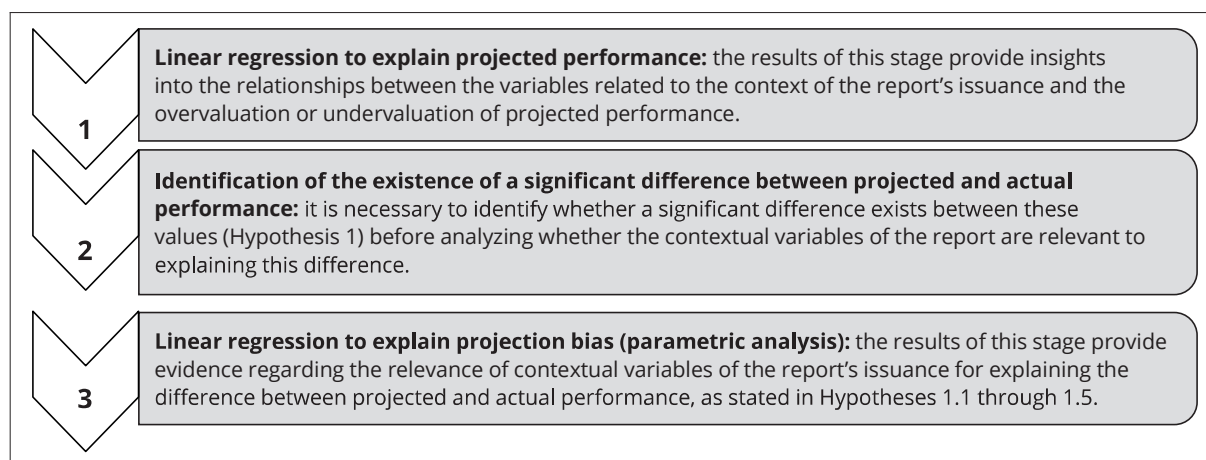 1
Linear regression to explain projected performance: the results of this stage provide insights
into the relationships between the variables related to the context of the report's issuance and the
overvaluation or undervaluation of projected performance.
2
Identification of the existence of a significant difference between projected and actual
performance: it is necessary to identify whether a significant difference exists between these
values (Hypothesis 1) before analyzing whether the contextual variables of the report are relevant to
explaining this difference.
3
Linear regression to explain projection bias (parametric analysis): the results of this stage provide
evidence regarding the relevance of contextual variables of the report's issuance for explaining the
difference between projected and actual performance, as stated in Hypotheses 1.1 through 1.5.